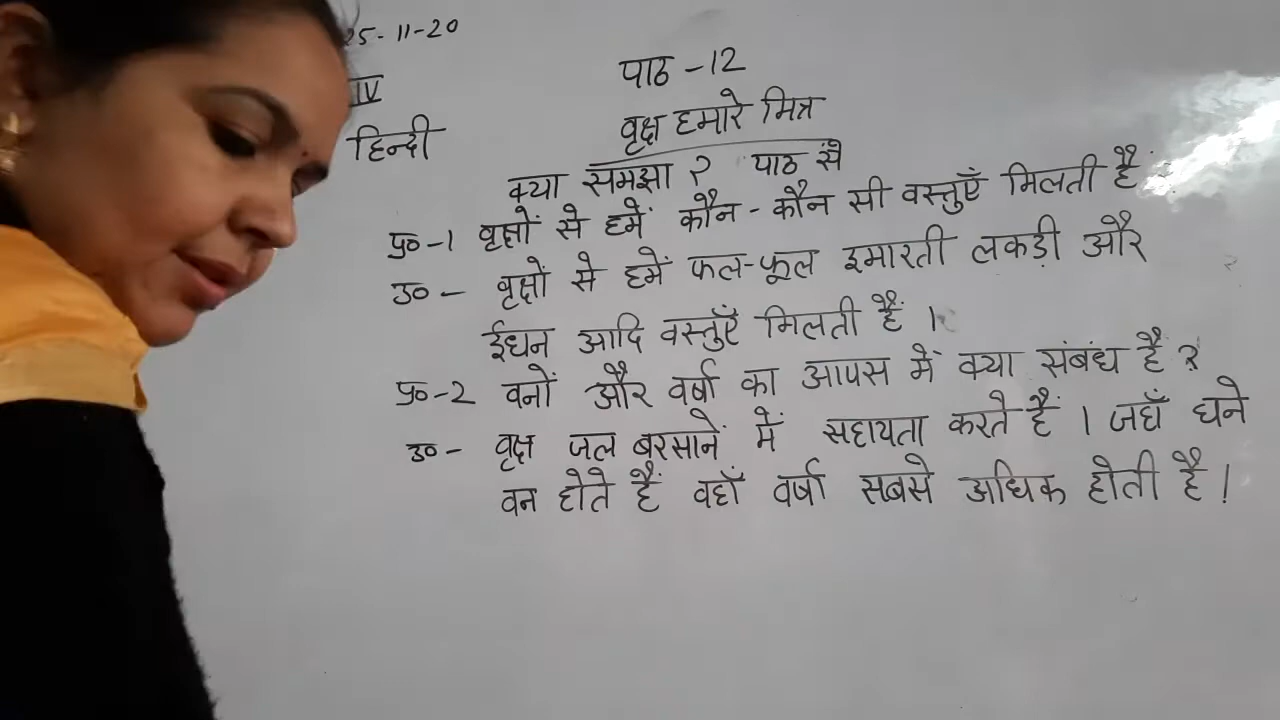 25-11-20
IV
हिन्दी
पाठ -12
वृक्ष हमारे मित्र
क्या समझा ? पाठ से
प्र०-1 वृक्षों से हमें कौन-कौन सी वस्तुएँ मिलती हैं
उ०- वृक्षों से हमें फल-फूल इमारती लकड़ी और
ईधन आदि वस्तुएँ मिलती हैं ।
प्र०-2 वनों और वर्षा का आपस में क्या संबंध है ?
उ०- वृक्ष जल बरसानें में सहायता करते हैं । जहाँ घने
वन होते हैं वहाँ वर्षा सबसे अधिक होती है !